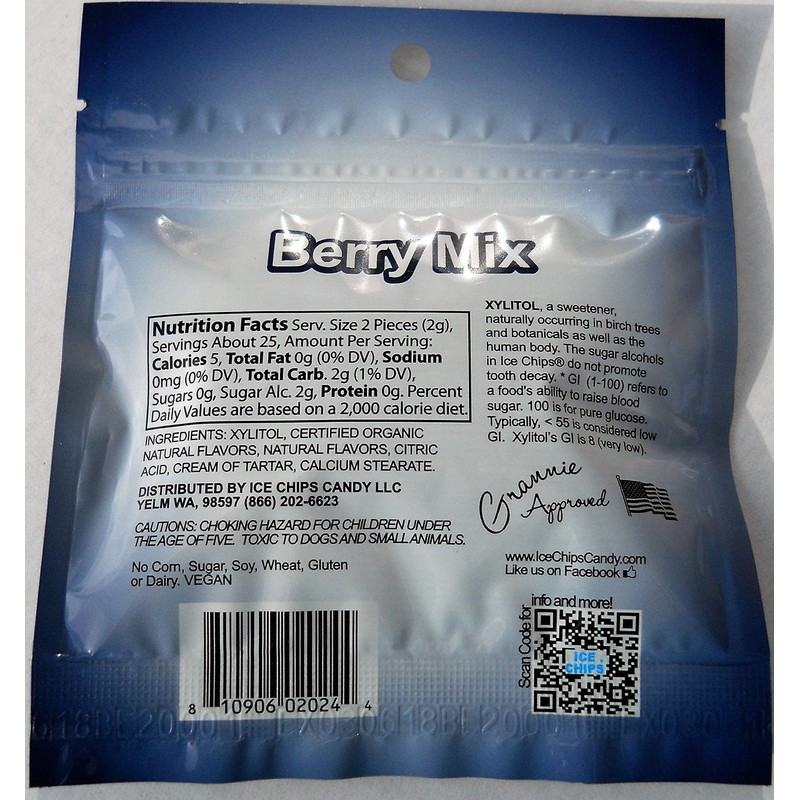 Berry Mix
Nutrition Facts Serv. Size 2 Pieces (2g),
Servings About 25, Amount Per Serving:
Calories 5, Total Fat 0g (0% DV), Sodium
0mg (0% DV), Total Carb. 2g (1% DV),
Sugars 0g, Sugar Alc. 2g, Protein 0g. Percent
Daily Values are based on a 2,000 calorie diet.
INGREDIENTS: XYLITOL, CERTIFIED ORGANIC
NATURAL FLAVORS, NATURAL FLAVORS, CITRIC
ACID, CREAM OF TARTAR, CALCIUM STEARATE.
DISTRIBUTED BY ICE CHIPS CANDY LLC
YELM WA, 98597 (866) 202-6623
CAUTIONS: CHOKING HAZARD FOR CHILDREN UNDER
THE AGE OF FIVE. TOXIC TO DOGS AND SMALL ANIMALS.
No Corn, Sugar, Soy, Wheat, Gluten
or Dairy. VEGAN
8 10906 02024 4
XYLITOL, a sweetener,
naturally occurring in birch trees
and botanicals as well as the
human body. The sugar alcohols
in Ice Chips® do not promote
tooth decay. * GI (1-100) refers to
a food's ability to raise blood
sugar. 100 is for pure glucose.
Typically, < 55 is considered low
GI. Xylitol's GI is 8 (very low).
Grannie
Approved
www.IceChipsCandy.com
Like us on Facebook
Scan Code for
info and more!
ICE
CHIPS